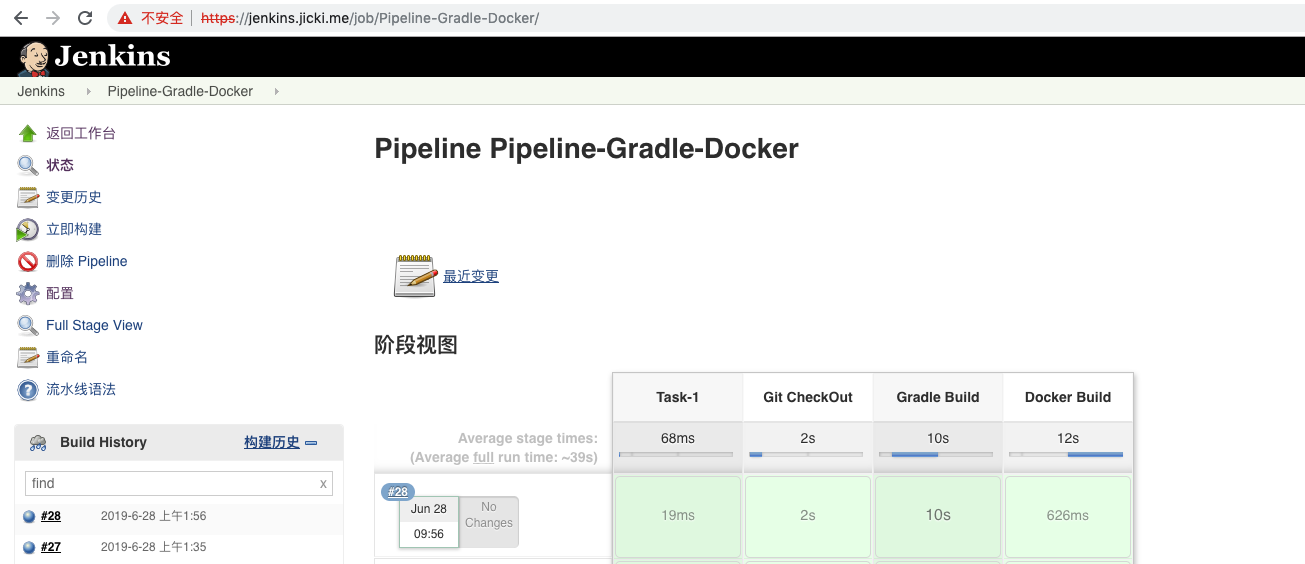 不安全 https://jenkins.jicki.me/job/Pipeline-Gradle-Docker/
Jenkins
Jenkins Pipeline-Gradle-Docker
返回工作台
状态
变更历史
立即构建
删除 Pipeline
配置
Full Stage View
重命名
流水线语法
Build History 构建历史
find x
#28 2019-6-28 上午1:56
#27 2019-6-28 上午1:35
Pipeline Pipeline-Gradle-Docker
最近变更
阶段视图
Task-1 Git CheckOut Gradle Build Docker Build
Average stage times: 68ms 2s 10s 12s
(Average full run time: ~39s)
#28
Jun 28
09:56
No
Changes
19ms 2s 10s 626ms